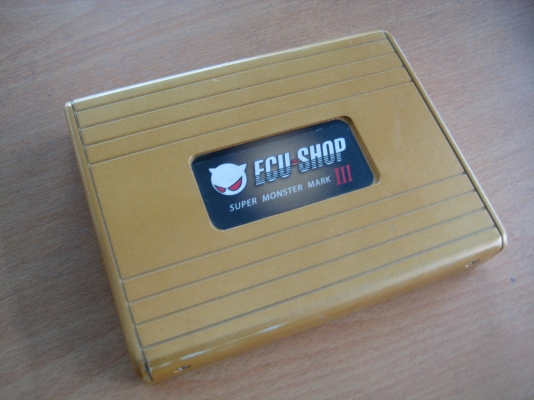 ECU-SHOP
SUPER MONSTER MARK III